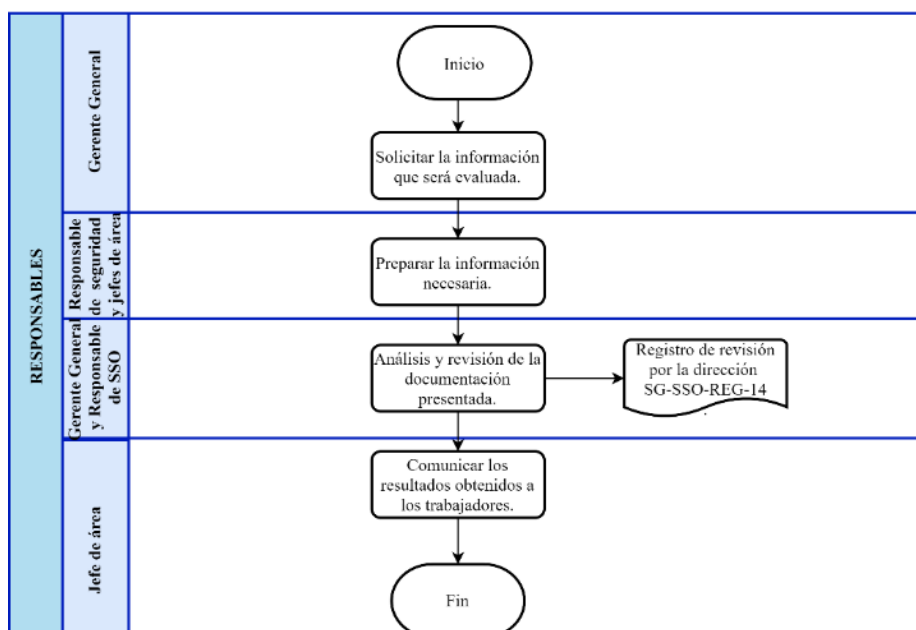 RESPONSABLES
Gerente General
Inicio
Solicitar la información
que será evaluada.
Responsable
de seguridad
y jefes de área
Preparar la información
necesaria.
Gerente General
y Responsable
de SSO
Análisis y revisión de la
documentación
presentada.
Registro de revisión
por la dirección
SG-SSO-REG-14
.
Jefe de área
Comunicar los
resultados obtenidos a
los trabajadores.
Fin